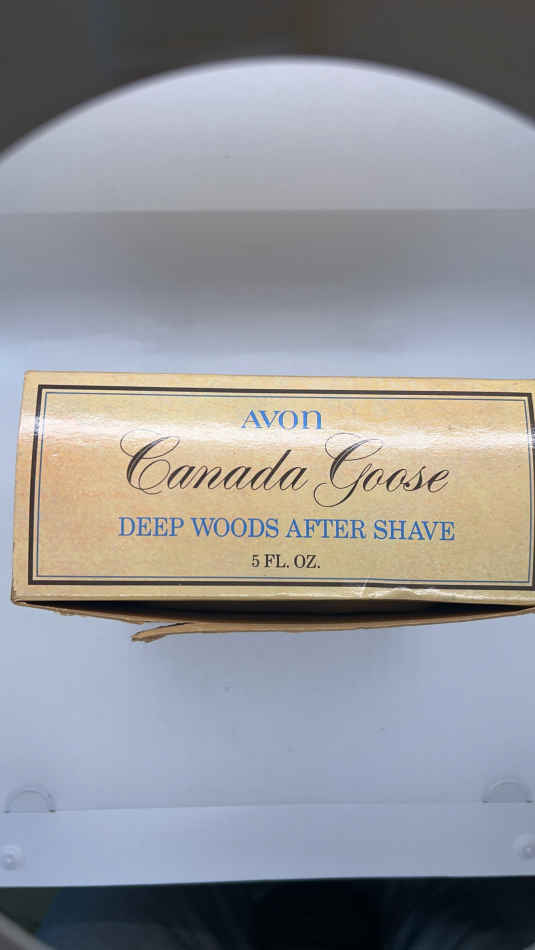 AVON
Canada Goose
DEEP WOODS AFTER SHAVE
5 FL. OZ.